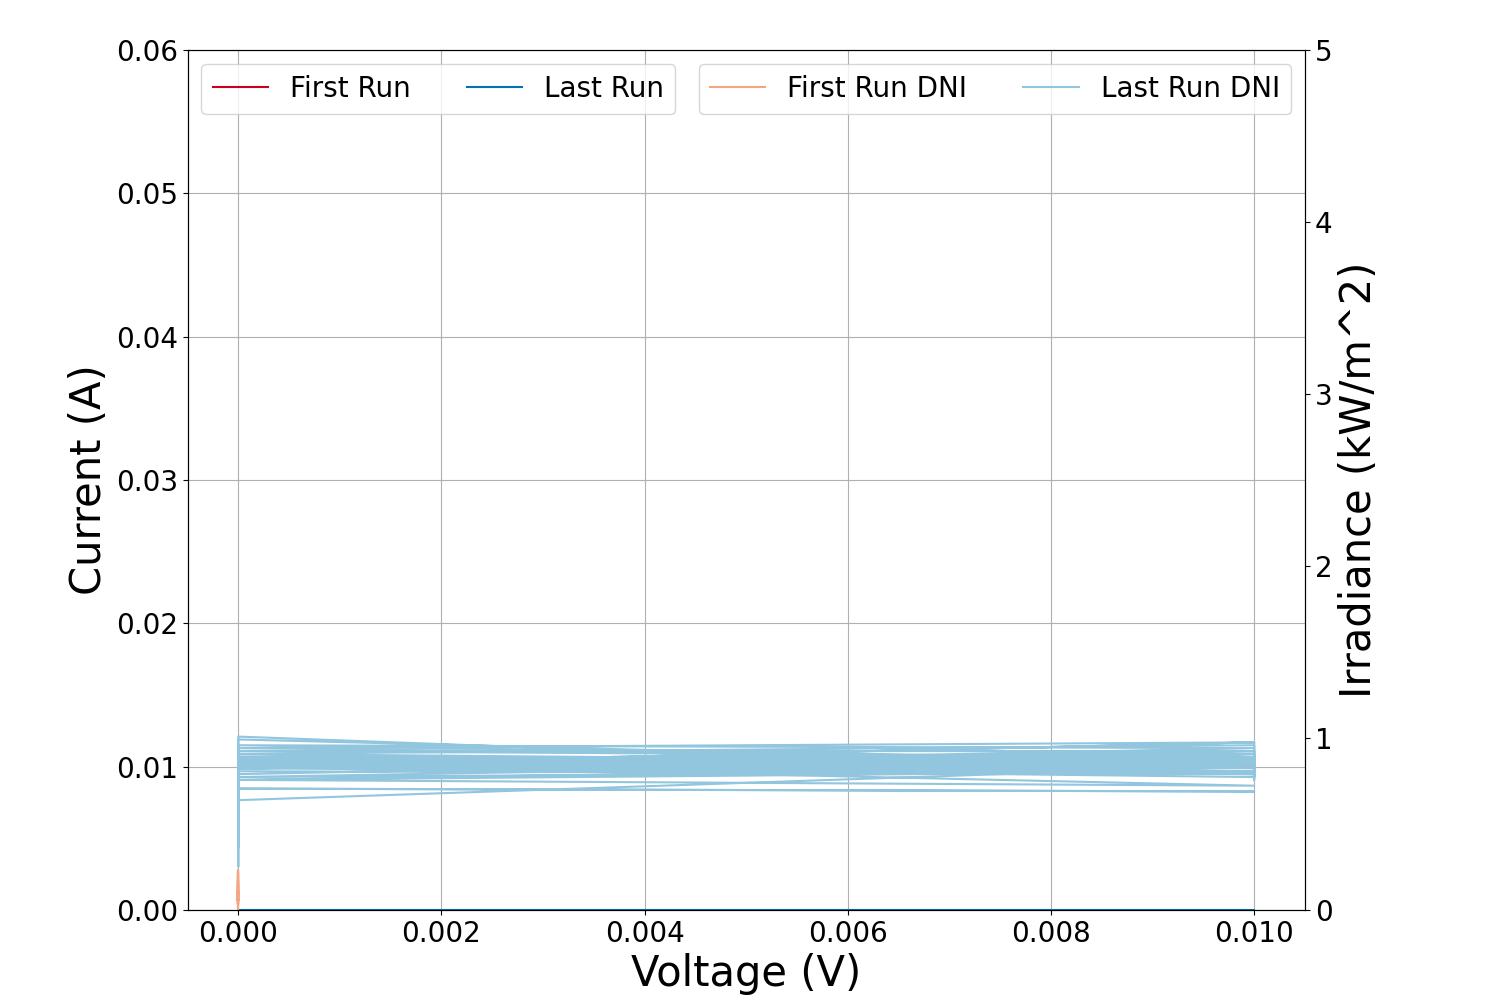 First Run Last Run First Run DNI Last Run DNI
0.06
0.05
0.04
0.03
0.02
0.01
0.00
Current (A)
5
4
3
2
1
0
Irradiance (kW/m^2)
0.000 0.002 0.004 0.006 0.008 0.010
Voltage (V)